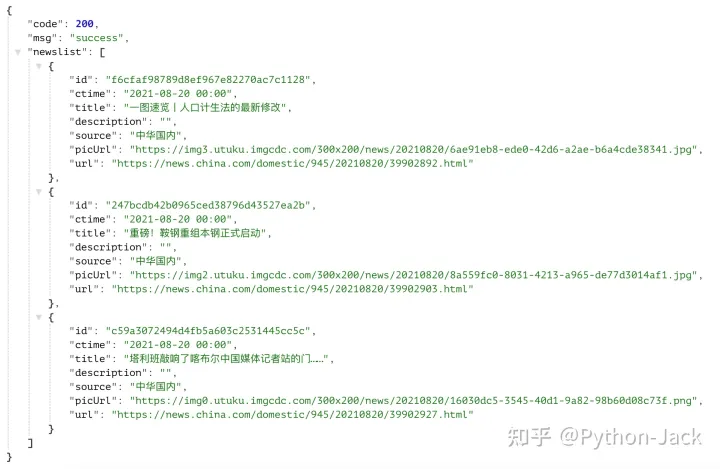 {
"code": 200,
"msg": "success",
"newslist": [
{
"id": "f6cfaf98789d8ef967e82270ac7c1128",
"ctime": "2021-08-20 00:00",
"title": "一图速览丨人口计生法的最新修改",
"description": "",
"source": "中华国内",
"picUrl": "https://img3.utuku.imgcdc.com/300x200/news/20210820/6ae91eb8-ede0-42d6-a2ae-b6a4cde38341.jpg",
"url": "https://news.china.com/domestic/945/20210820/39902892.html"
},
{
"id": "247bcdb42b0965ced38796d43527ea2b",
"ctime": "2021-08-20 00:00",
"title": "重磅！鞍钢重组本钢正式启动",
"description": "",
"source": "中华国内",
"picUrl": "https://img2.utuku.imgcdc.com/300x200/news/20210820/8a559fc0-8031-4213-a965-de77d3014af1.jpg",
"url": "https://news.china.com/domestic/945/20210820/39902903.html"
},
{
"id": "c59a3072494d4fb5a603c2531445cc5c",
"ctime": "2021-08-20 00:00",
"title": "塔利班敲响了喀布尔中国媒体记者站的门……",
"description": "",
"source": "中华国内",
"picUrl": "https://img0.utuku.imgcdc.com/300x200/news/20210820/16030dc5-3545-40d1-9a82-98b60d08c73f.png",
"url": "https://news.china.com/domestic/945/20210820/39902927.html"
}
]
}
知乎 @Python-Jack